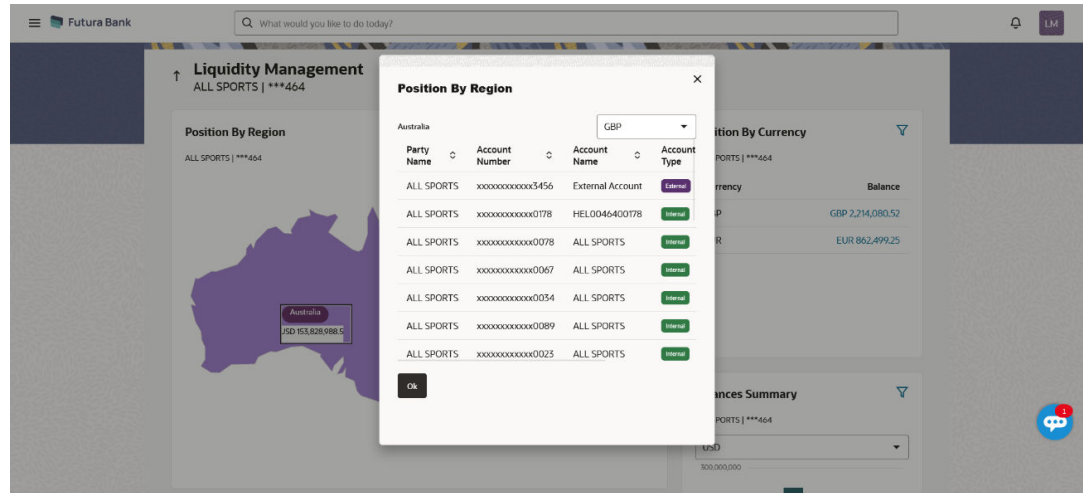 Futura Bank
What would you like to do today?
LM
↑ Liquidity Management
ALL SPORTS | ***464
Position By Region
ALL SPORTS | ***464
Australia
USD 153,828,988.5
Position By Region
×
Australia
GBP
Party Name Account Number Account Name Account Type
ALL SPORTS xxxxxxxxxxxx3456 External Account External
ALL SPORTS xxxxxxxxxxxx0178 HEL0046400178 Internal
ALL SPORTS xxxxxxxxxxxx0078 ALL SPORTS Internal
ALL SPORTS xxxxxxxxxxxx0067 ALL SPORTS Internal
ALL SPORTS xxxxxxxxxxxx0034 ALL SPORTS Internal
ALL SPORTS xxxxxxxxxxxx0089 ALL SPORTS Internal
ALL SPORTS xxxxxxxxxxxx0023 ALL SPORTS Internal
Ok
ition By Currency
PORTS | ***464
rrency Balance
P GBP 2,214,080.52
R EUR 862,499.25
ances Summary
PORTS | ***464
USD
300,000,000
1